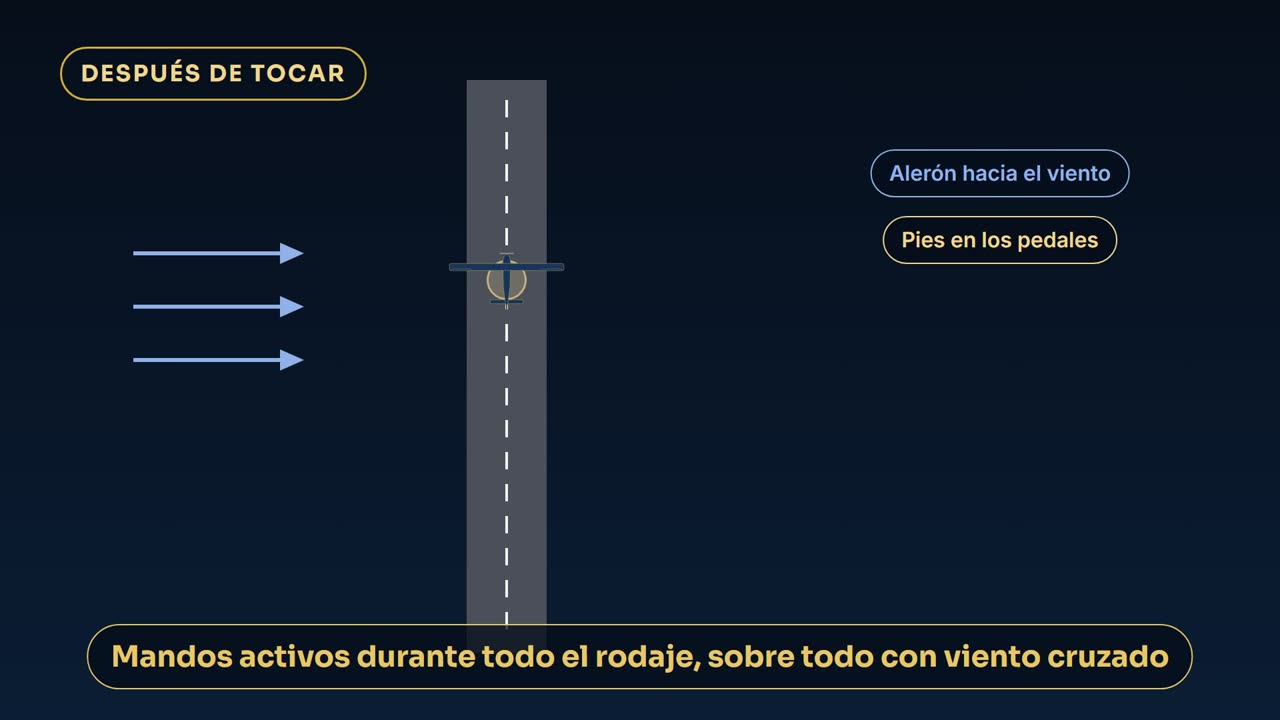 DESPUÉS DE TOCAR
Alerón hacia el viento
Pies en los pedales
Mandos activos durante todo el rodaje, sobre todo con viento cruzado